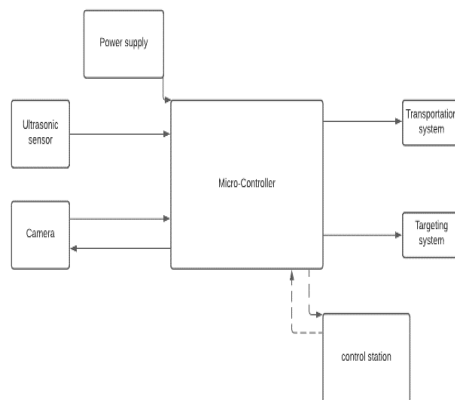 Power supply
Ultrasonic
sensor
Transportation
system
Micro-Controller
Camera
Targeting
system
control station